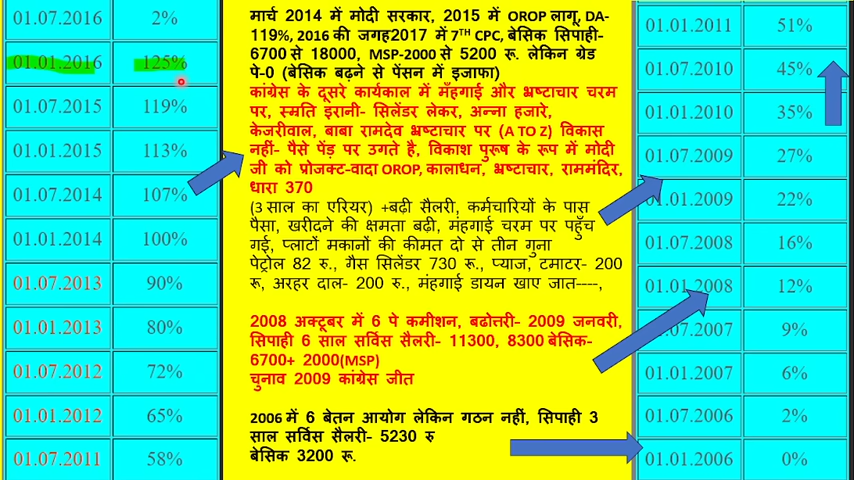 01.07.2016 2%
01.01.2016 125%
01.07.2015 119%
01.01.2015 113%
01.07.2014 107%
01.01.2014 100%
01.07.2013 90%
01.01.2013 80%
01.07.2012 72%
01.01.2012 65%
01.07.2011 58%
मार्च 2014 में मोदी सरकार, 2015 में OROP लागू, DA-
119%, 2016 की जगह2017 में 7TH CPC, बेसिक सिपाही-
6700 से 18000, MSP-2000 से 5200 रू. लेकिन ग्रेड
पे-0 (बेसिक बढ़ने से पेंसन में इजाफा)
कांग्रेस के दूसरे कार्यकाल में मँहगाई और भ्रष्टाचार चरम
पर, स्मति इरानी- सिलेंडर लेकर, अन्ना हजारे,
केजरीवाल, बाबा रामदेव भ्रष्टाचार पर (A TO Z) विकास
नहीं- पैसे पेंड़ पर उगते है, विकाश पुरूष के रूप में मोदी
जी को प्रोजक्ट-वादा OROP, कालाधन, भ्रष्टाचार, राममंदिर,
धारा 370
(3 साल का एरियर) +बढ़ी सैलरी, कर्मचारियों के पास
पैसा, खरीदने की क्षमता बढी, मंहगाई चरम पर पहुँच
गई, प्लाटों मकानों की कीमत दो से तीन गुना
पेट्रोल 82 रु., गैस सिलेंडर 730 रू., प्याज, टमाटर- 200
रू, अरहर दाल- 200 रु., मंहगाई डायन खाए जात----,
2008 अक्टूबर में 6 पे कमीशन, बढोत्तरी- 2009 जनवरी,
सिपाही 6 साल सर्विस सैलरी- 11300, 8300 बेसिक-
6700+ 2000(MSP)
चुनाव 2009 कांग्रेस जीत
2006 में 6 बेतन आयोग लेकिन गठन नहीं, सिपाही 3
साल सर्विस सैलरी- 5230 रु
बेसिक 3200 रू.
01.01.2011 51%
01.07.2010 45%
01.01.2010 35%
01.07.2009 27%
01.01.2009 22%
01.07.2008 16%
01.01.2008 12%
01.07.2007 9%
01.01.2007 6%
01.07.2006 2%
01.01.2006 0%